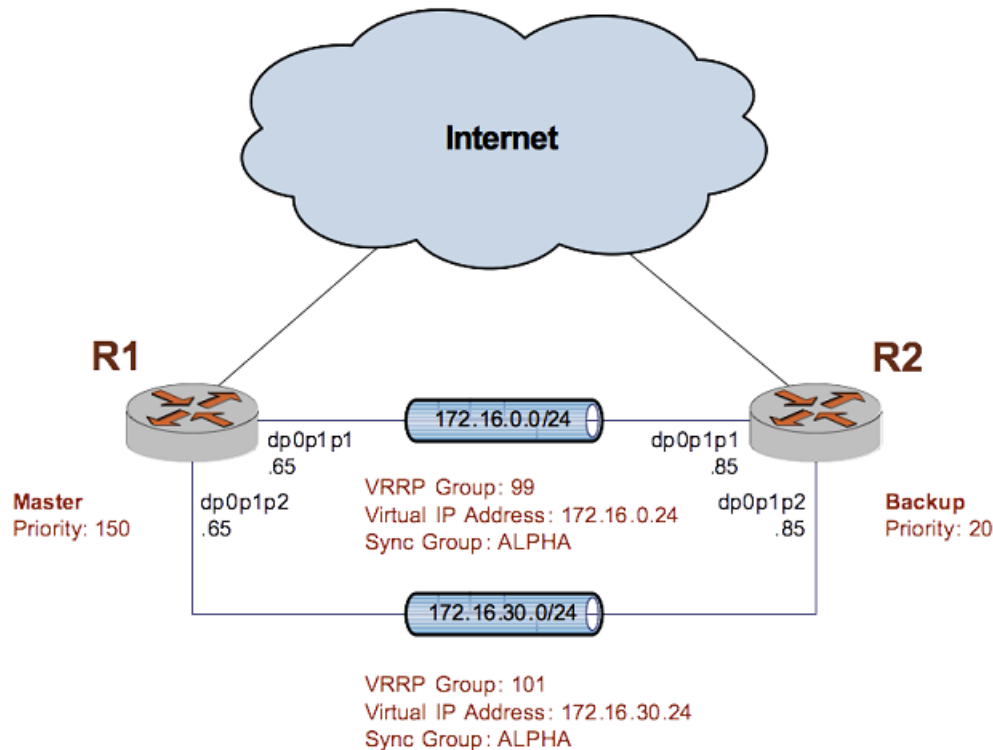 Internet
R1
R2
172.16.0.0/24
dp0p1p1
.65
dp0p1p1
.85
Master
Priority: 150
dp0p1p2
.65
VRRP Group: 99
Virtual IP Address: 172.16.0.24
Sync Group: ALPHA
dp0p1p2
.85
Backup
Priority: 20
172.16.30.0/24
VRRP Group: 101
Virtual IP Address: 172.16.30.24
Sync Group: ALPHA